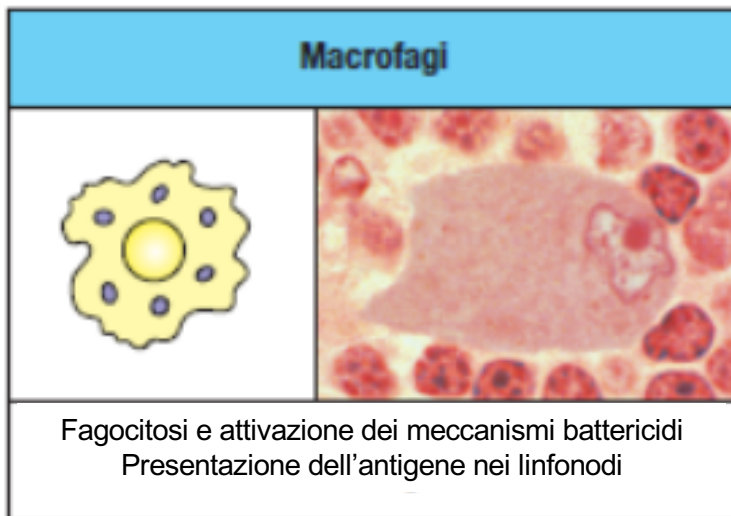 Macrofagi
Fagocitosi e attivazione dei meccanismi battericidi
Presentazione dell’antigene nei linfonodi